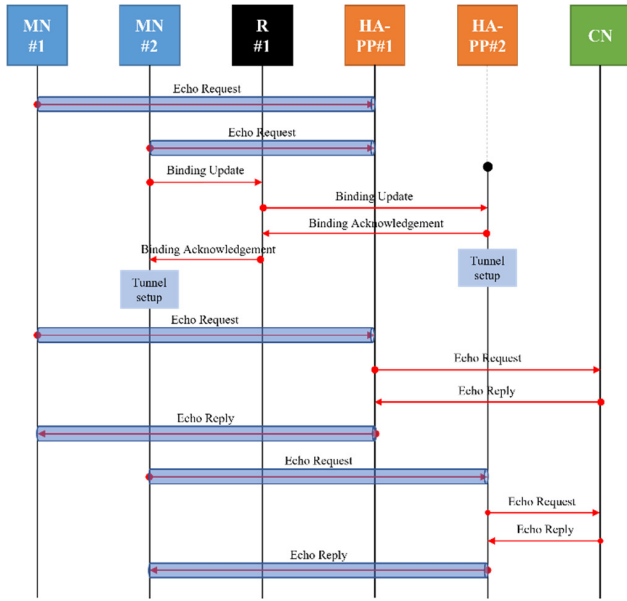 MN
#1
MN
#2
R
#1
HA-
PP#1
HA-
PP#2
CN
Echo Request
Echo Request
Binding Update
Binding Update
Binding Acknowledgement
Binding Acknowledgement
Tunnel
setup
Tunnel
setup
Echo Request
Echo Request
Echo Reply
Echo Reply
Echo Request
Echo Request
Echo Reply
Echo Reply